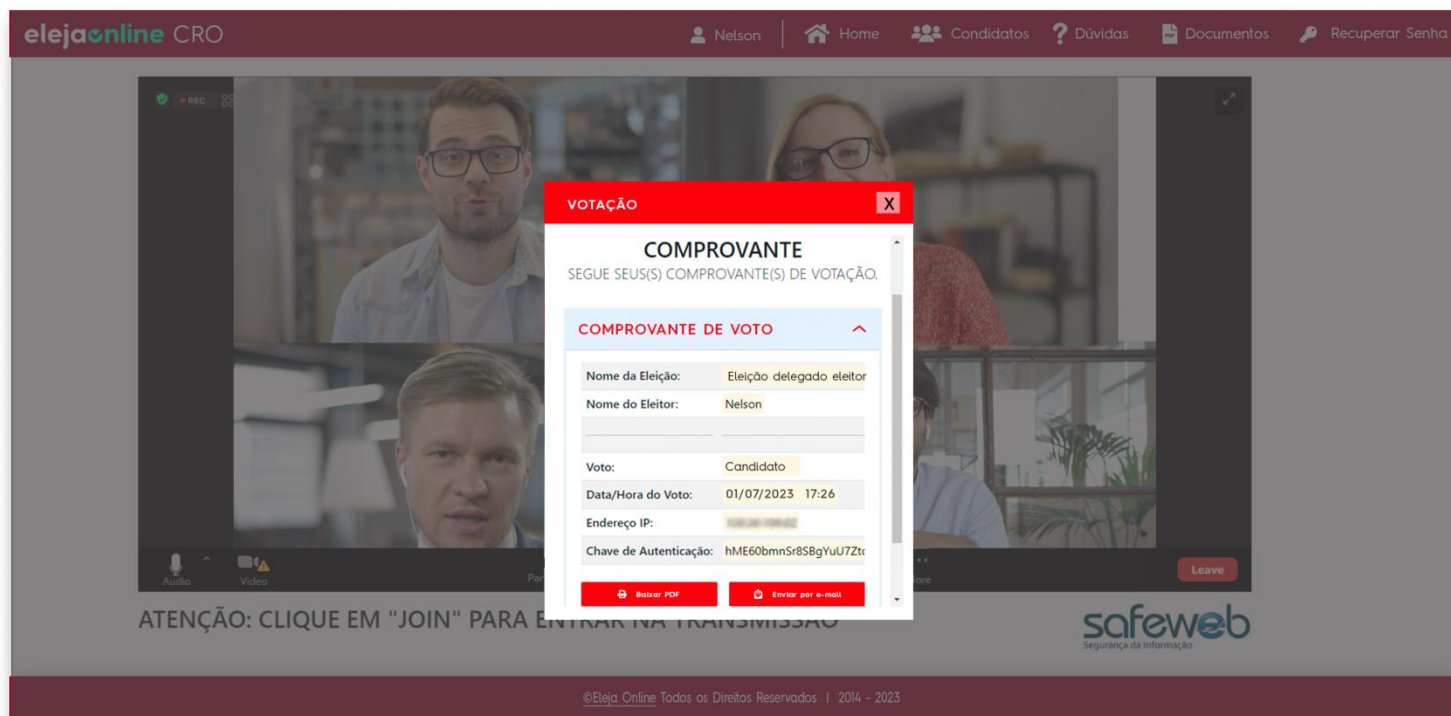 elejaonline CRO
Nelson
Home
Candidatos
Dúvidas
Documentos
Recuperar Senha
REC
VOTAÇÃO
X
COMPROVANTE
SEGUE SEUS(S) COMPROVANTE(S) DE VOTAÇÃO.
COMPROVANTE DE VOTO
Nome da Eleição: Eleição delegado eleitor
Nome do Eleitor: Nelson
Voto: Candidato
Data/Hora do Voto: 01/07/2023 17:26
Endereço IP:
Chave de Autenticação: hME60bmnSr8SBgYuU7Ztc
Baixar PDF
Enviar por e-mail
Audio
Video
Leave
ATENÇÃO: CLIQUE EM "JOIN" PARA ENTRAR NA TRANSMISSÃO
safeweb
Segurança da Informação
©Eleja Online Todos os Direitos Reservados | 2014 - 2023